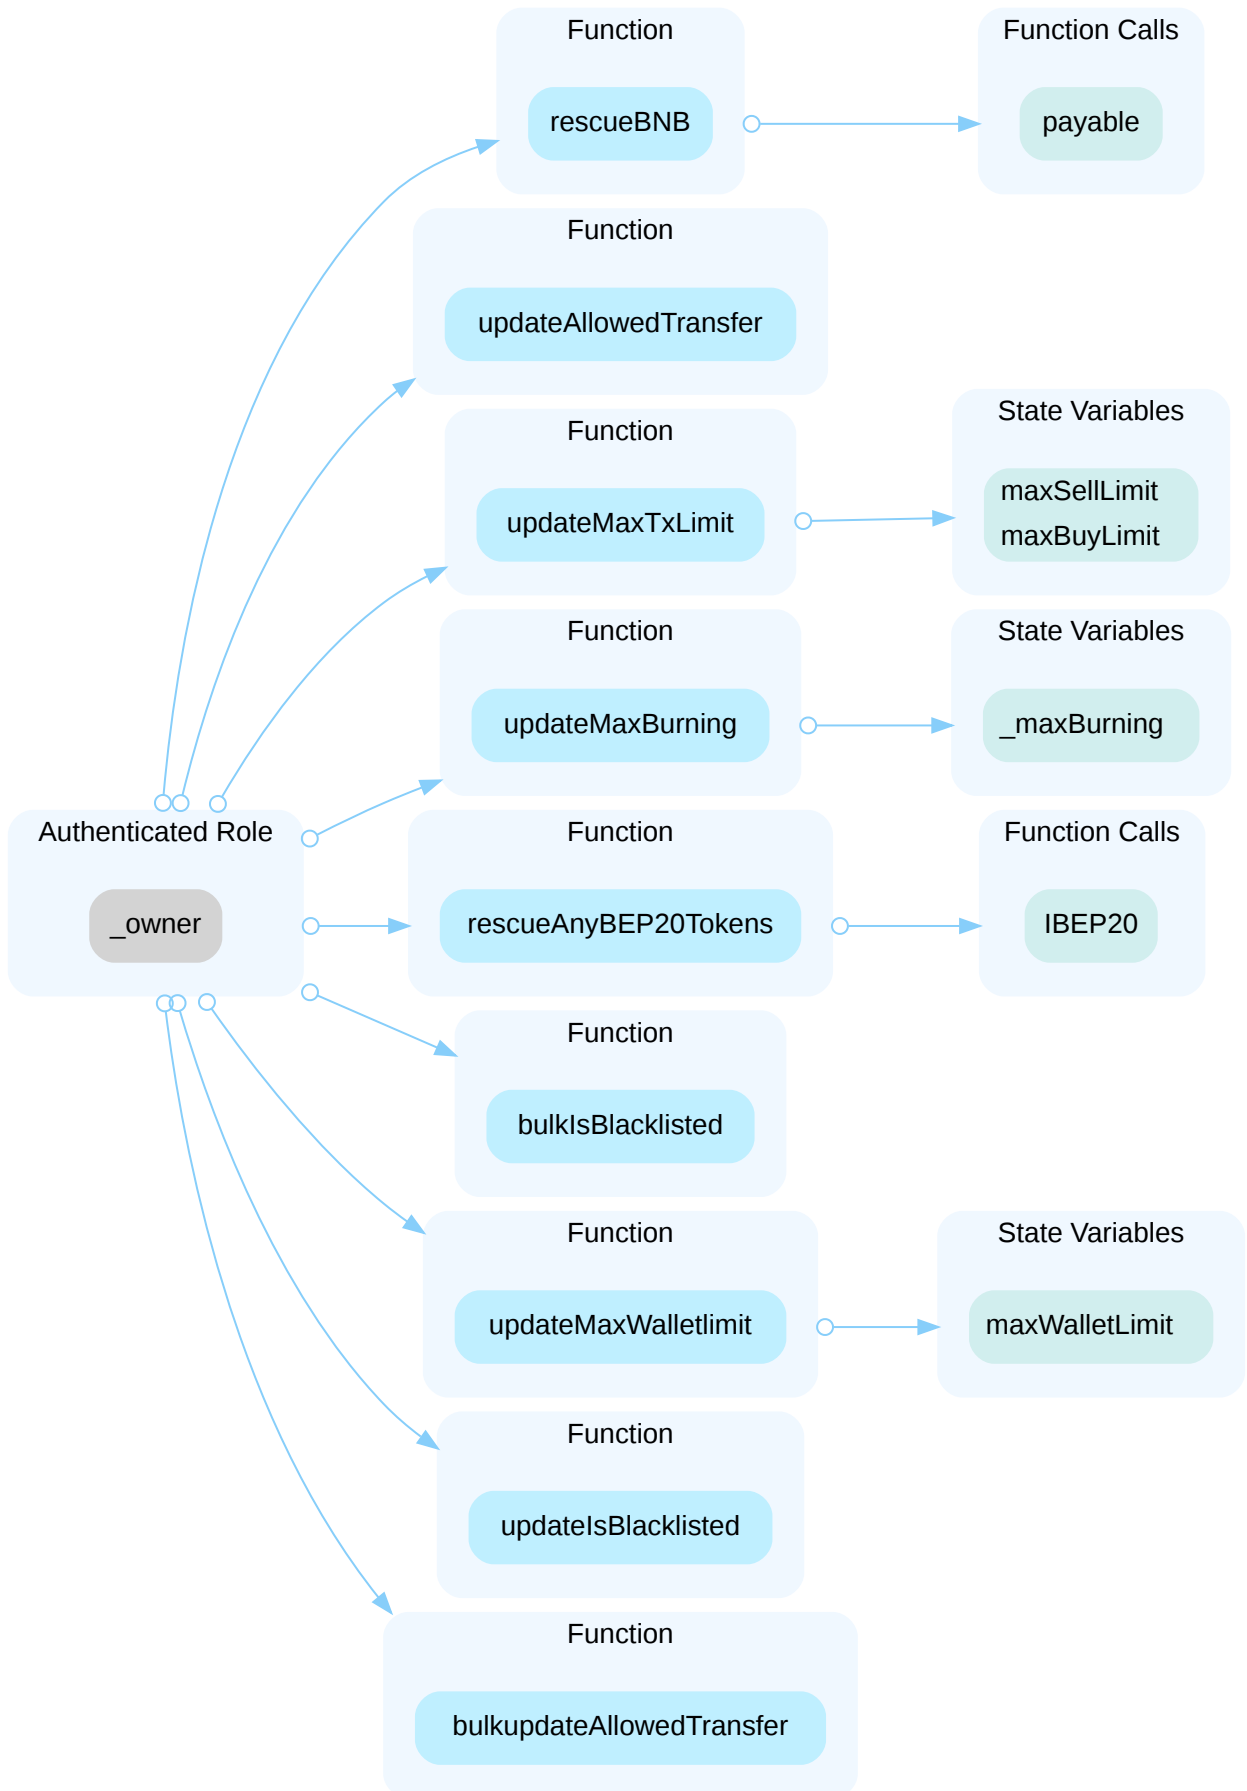 Function
rescueBNB
Function Calls
payable
Function
updateAllowedTransfer
Function
updateMaxTxLimit
State Variables
maxSellLimit
maxBuyLimit
Function
updateMaxBurning
State Variables
_maxBurning
Authenticated Role
_owner
Function
rescueAnyBEP20Tokens
Function Calls
IBEP20
Function
bulkIsBlacklisted
Function
updateMaxWalletlimit
State Variables
maxWalletLimit
Function
updateIsBlacklisted
Function
bulkupdateAllowedTransfer